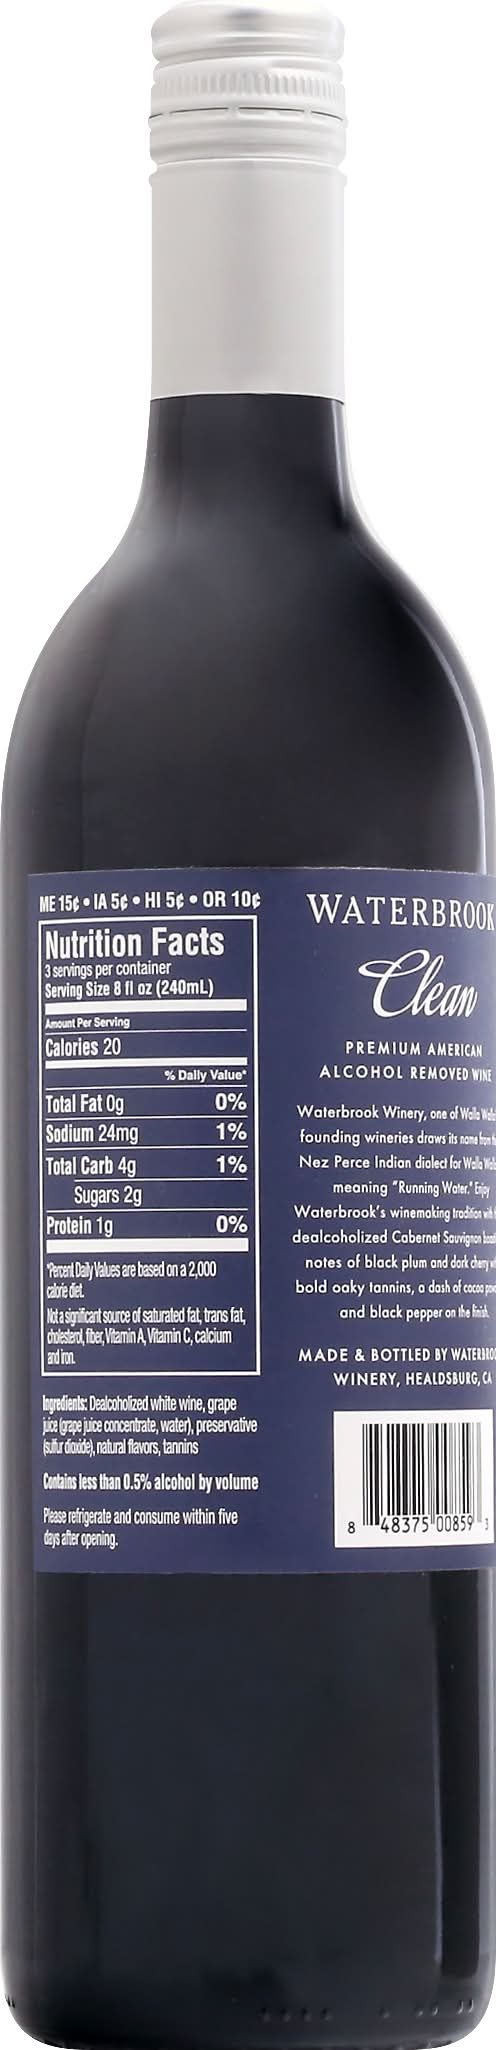 ME 15¢ • IA 5¢ • HI 5¢ • OR 10¢
Nutrition Facts
3 servings per container
Serving Size 8 fl oz (240mL)
Amount Per Serving
Calories 20
% Daily Value*
Total Fat 0g 0%
Sodium 24mg 1%
Total Carb 4g 1%
Sugars 2g
Protein 1g 0%
*Percent Daily Values are based on a 2,000
calorie diet.
Not a significant source of saturated fat, trans fat,
cholesterol, fiber, Vitamin A, Vitamin C, calcium
and iron.
Ingredients: Dealcoholized white wine, grape
juice (grape juice concentrate, water), preservative
(sulfur dioxide), natural flavors, tannins
Contains less than 0.5% alcohol by volume
Please refrigerate and consume within five
days after opening.
WATERBROOK
Clean
PREMIUM AMERICAN
ALCOHOL REMOVED WINE
Waterbrook Winery, one of Walla
founding wineries draws its name from
Nez Perce Indian dialect for Walla
meaning "Running Water." Enjoy
Waterbrook's winemaking tradition
dealcoholized Cabernet Sauvignon
notes of black plum and dark cherry
bold oaky tannins, a dash of cocoa
and black pepper on the finish.
MADE & BOTTLED BY
WINERY, HEALDSBURG, CA
8 48375 00859 3